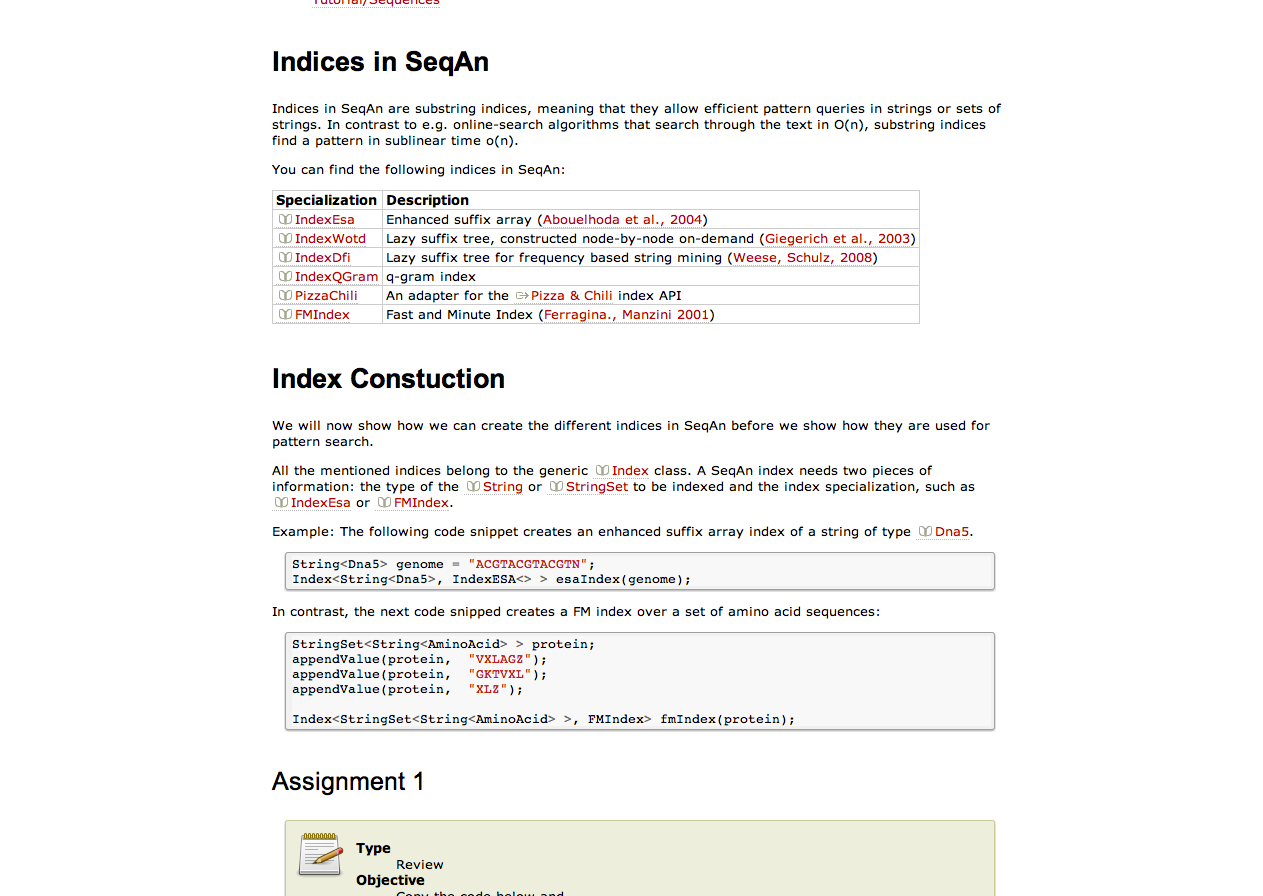 Tutorial/Sequences
Indices in SeqAn
Indices in SeqAn are substring indices, meaning that they allow efficient pattern queries in strings or sets of
strings. In contrast to e.g. online-search algorithms that search through the text in O(n), substring indices
find a pattern in sublinear time o(n).
You can find the following indices in SeqAn:
Specialization Description
IndexEsa Enhanced suffix array (Abouelhoda et al., 2004)
IndexWotd Lazy suffix tree, constructed node-by-node on-demand (Giegerich et al., 2003)
IndexDfi Lazy suffix tree for frequency based string mining (Weese, Schulz, 2008)
IndexQGram q-gram index
PizzaChili An adapter for the Pizza & Chili index API
FMIndex Fast and Minute Index (Ferragina., Manzini 2001)
Index Constuction
We will now show how we can create the different indices in SeqAn before we show how they are used for
pattern search.
All the mentioned indices belong to the generic Index class. A SeqAn index needs two pieces of
information: the type of the String or StringSet to be indexed and the index specialization, such as
IndexEsa or FMIndex.
Example: The following code snippet creates an enhanced suffix array index of a string of type Dna5.
String<Dna5> genome = "ACGTACGTACGTN";
Index<String<Dna5>, IndexESA<> > esaIndex(genome);
In contrast, the next code snipped creates a FM index over a set of amino acid sequences:
StringSet<String<AminoAcid> > protein;
appendValue(protein, "VXLAGZ");
appendValue(protein, "GKTVXL");
appendValue(protein, "XLZ");
Index<StringSet<String<AminoAcid> >, FMIndex> fmIndex(protein);
Assignment 1
Type
Review
Objective
Copy the code below and